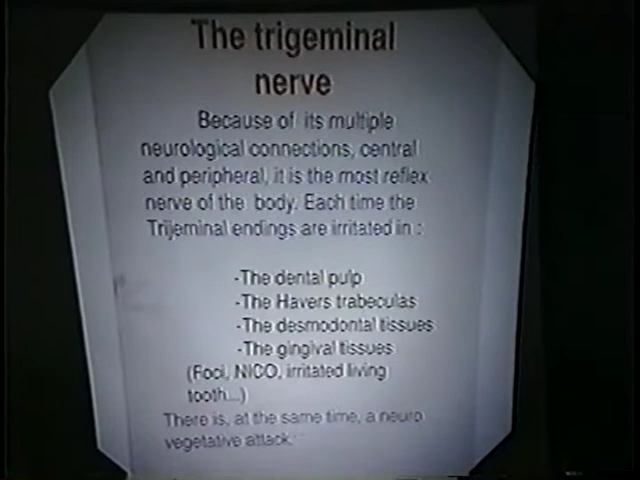 The trigeminal
nerve
Because of its multiple
neurological connections, central
and peripheral, it is the most reflex
nerve of the body. Each time the
Trijeminal endings are irritated in :
-The dental pulp
-The Havers trabeculas
-The desmodontal tissues
-The gingival tissues
(Foci, NICO, irritated living
tooth...)
There is, at the same time, a neuro
vegetative attack.